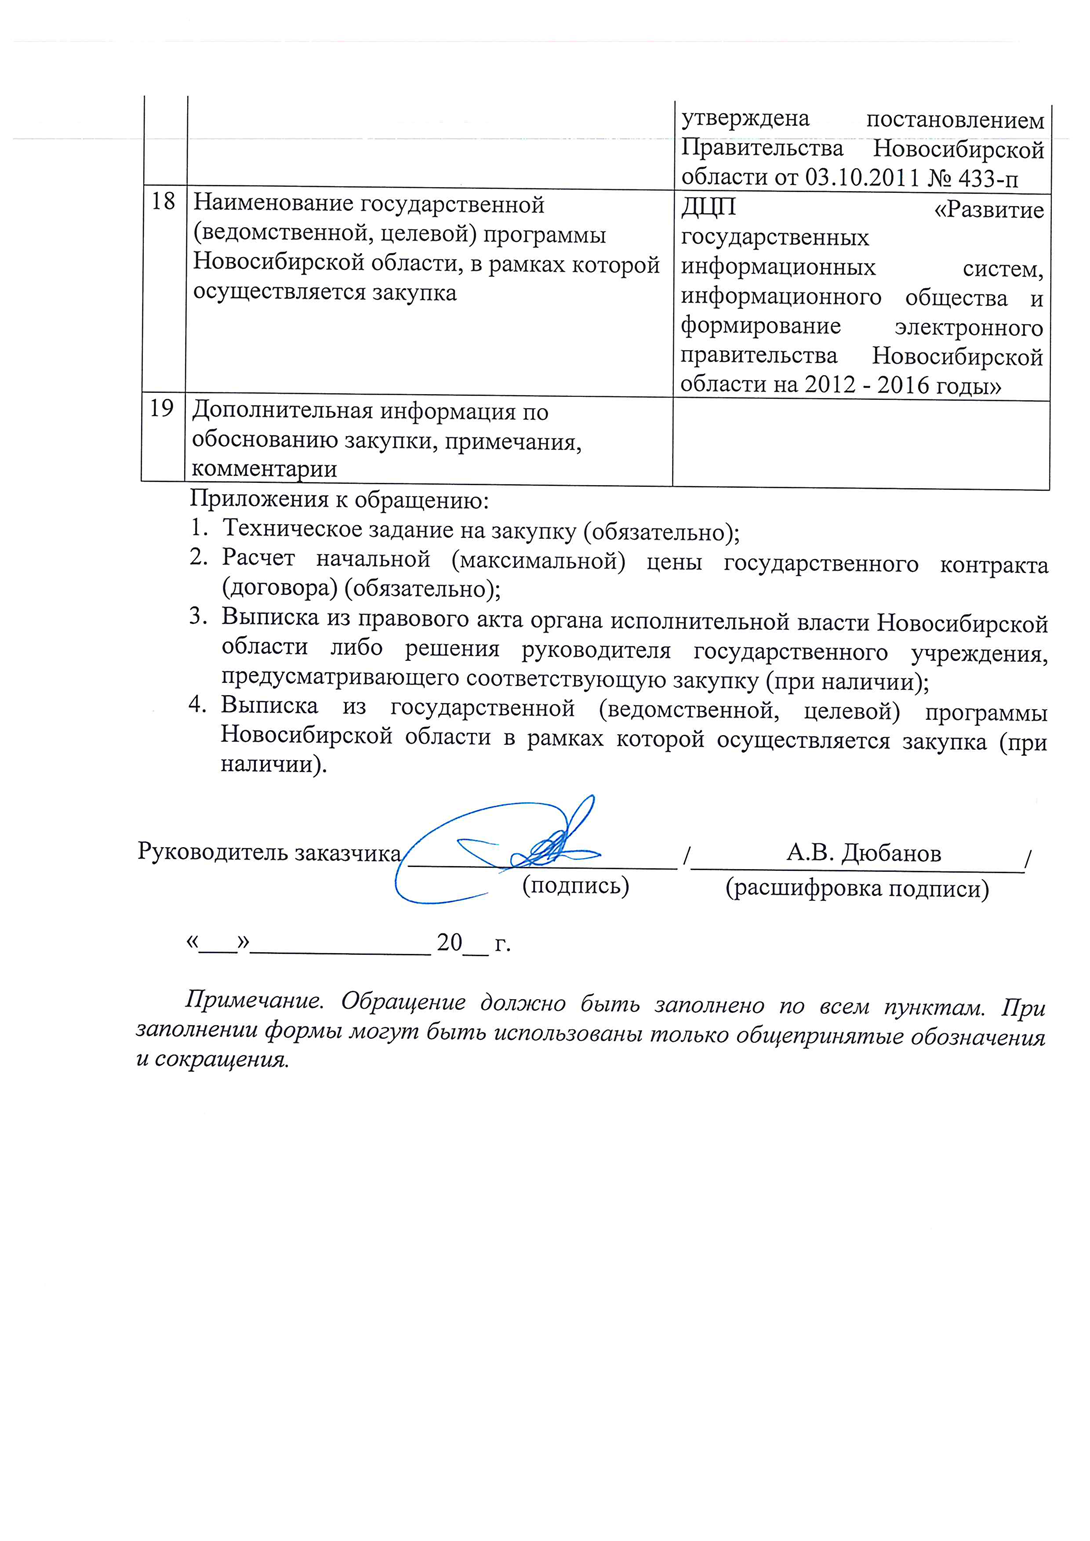 утверждена постановлением
Правительства Новосибирской
области от 03.10.2011 № 433-п
18 Наименование государственной
(ведомственной, целевой) программы
Новосибирской области, в рамках которой
осуществляется закупка
ДЦП «Развитие
государственных
информационных систем,
информационного общества и
формирование электронного
правительства Новосибирской
области на 2012 - 2016 годы»
19 Дополнительная информация по
обоснованию закупки, примечания,
комментарии
Приложения к обращению:
1. Техническое задание на закупку (обязательно);
2. Расчет начальной (максимальной) цены государственного контракта
(договора) (обязательно);
3. Выписка из правового акта органа исполнительной власти Новосибирской
области либо решения руководителя государственного учреждения,
предусматривающего соответствующую закупку (при наличии);
4. Выписка из государственной (ведомственной, целевой) программы
Новосибирской области в рамках которой осуществляется закупка (при
наличии).
Руководитель заказчика ____________________ / А.В. Дюбанов /
(подпись) (расшифровка подписи)
«___»______________ 20__ г.
Примечание. Обращение должно быть заполнено по всем пунктам. При
заполнении формы могут быть использованы только общепринятые обозначения
и сокращения.